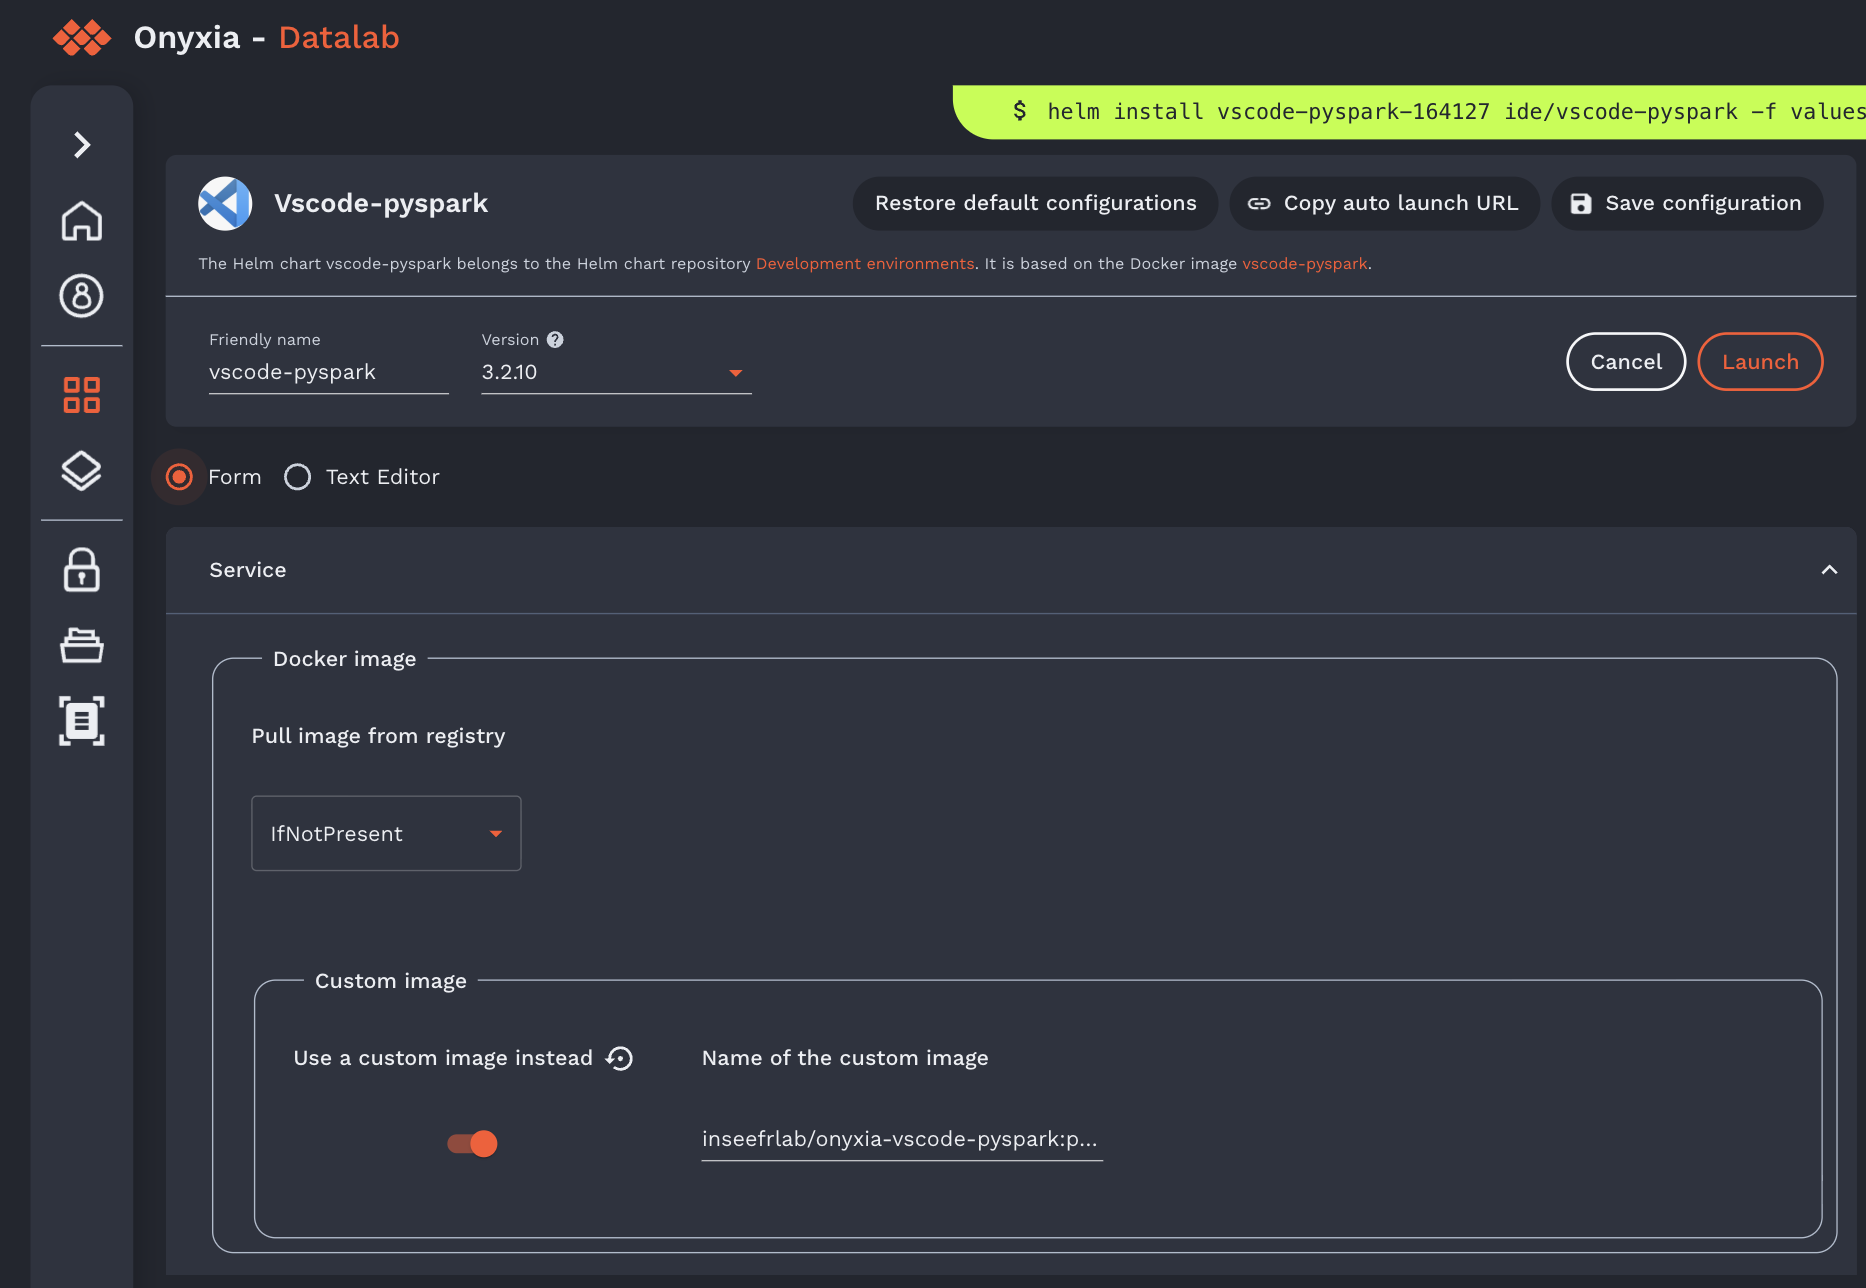 Onyxia - Datalab
$ helm install vscode-pyspark-164127 ide/vscode-pyspark -f values
Vscode-pyspark
Restore default configurations
Copy auto launch URL
Save configuration
The Helm chart vscode-pyspark belongs to the Helm chart repository Development environments. It is based on the Docker image vscode-pyspark.
Friendly name
vscode-pyspark
Version
3.2.10
Cancel
Launch
Form
Text Editor
Service
Docker image
Pull image from registry
IfNotPresent
Custom image
Use a custom image instead
Name of the custom image
inseefrlab/onyxia-vscode-pyspark:p...